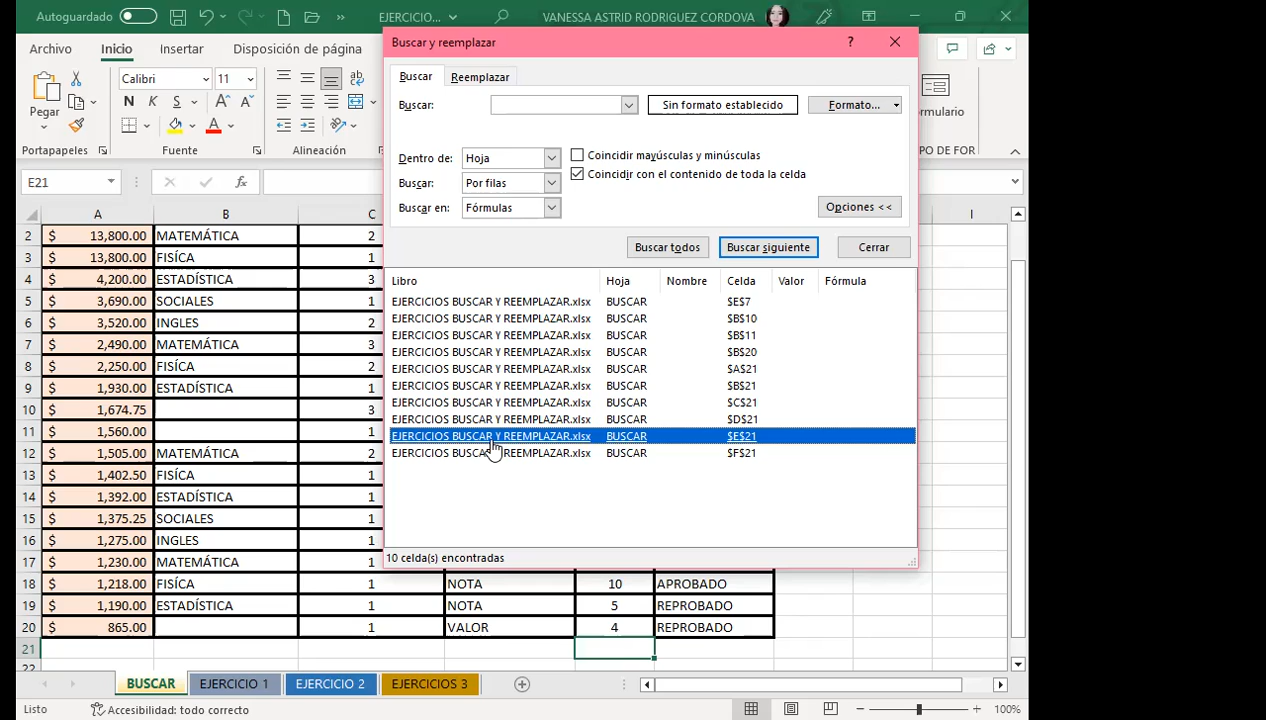 Autoguardado
EJERCICIO...
VANESSA ASTRID RODRIGUEZ CORDOVA
Archivo
Inicio
Insertar
Disposición de página
Pegar
Calibri
11
N K S
Portapapeles
Fuente
Alineación
E21
Buscar y reemplazar
?
Buscar
Reemplazar
Buscar:
Sin formato establecido
Formato...
Dentro de:
Hoja
Coincidir mayúsculas y minúsculas
Buscar:
Por filas
Coincidir con el contenido de toda la celda
Buscar en:
Fórmulas
Opciones <<
Buscar todos
Buscar siguiente
Cerrar
Libro Hoja Nombre Celda Valor Fórmula
EJERCICIOS BUSCAR Y REEMPLAZAR.xlsx BUSCAR $E$7
EJERCICIOS BUSCAR Y REEMPLAZAR.xlsx BUSCAR $B$10
EJERCICIOS BUSCAR Y REEMPLAZAR.xlsx BUSCAR $B$11
EJERCICIOS BUSCAR Y REEMPLAZAR.xlsx BUSCAR $B$20
EJERCICIOS BUSCAR Y REEMPLAZAR.xlsx BUSCAR $A$21
EJERCICIOS BUSCAR Y REEMPLAZAR.xlsx BUSCAR $B$21
EJERCICIOS BUSCAR Y REEMPLAZAR.xlsx BUSCAR $C$21
EJERCICIOS BUSCAR Y REEMPLAZAR.xlsx BUSCAR $D$21
EJERCICIOS BUSCAR Y REEMPLAZAR.xlsx BUSCAR $E$21
EJERCICIOS BUSCAR Y REEMPLAZAR.xlsx BUSCAR $F$21
10 celda(s) encontradas
A B C I
2 $ 13,800.00 MATEMÁTICA 2
3 $ 13,800.00 FISÍCA 1
4 $ 4,200.00 ESTADÍSTICA 3
5 $ 3,690.00 SOCIALES 1
6 $ 3,520.00 INGLES 2
7 $ 2,490.00 MATEMÁTICA 3
8 $ 2,250.00 FISÍCA 2
9 $ 1,930.00 ESTADÍSTICA 1
10 $ 1,674.75 3
11 $ 1,560.00 1
12 $ 1,505.00 MATEMÁTICA 2
13 $ 1,402.50 FISÍCA 1
14 $ 1,392.00 ESTADÍSTICA 1
15 $ 1,375.25 SOCIALES 1
16 $ 1,275.00 INGLES 1
17 $ 1,230.00 MATEMÁTICA 1
18 $ 1,218.00 FISÍCA 1 NOTA 10 APROBADO
19 $ 1,190.00 ESTADÍSTICA 1 NOTA 5 REPROBADO
20 $ 865.00 1 VALOR 4 REPROBADO
21
BUSCAR
EJERCICIO 1
EJERCICIO 2
EJERCICIOS 3
Listo
Accesibilidad: todo correcto
100%